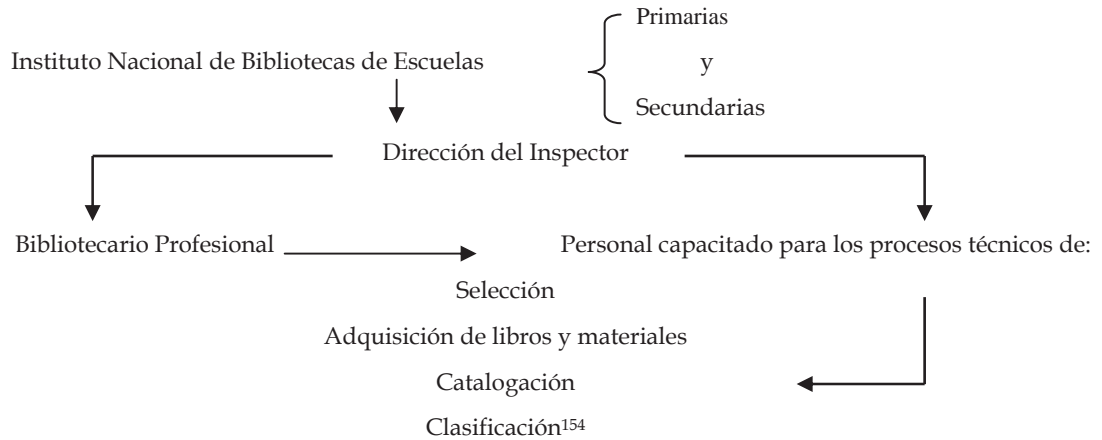 Primarias
Instituto Nacional de Bibliotecas de Escuelas
y
Secundarias
Dirección del Inspector
Bibliotecario Profesional
Personal capacitado para los procesos técnicos de:
Selección
Adquisición de libros y materiales
Catalogación
Clasificación154